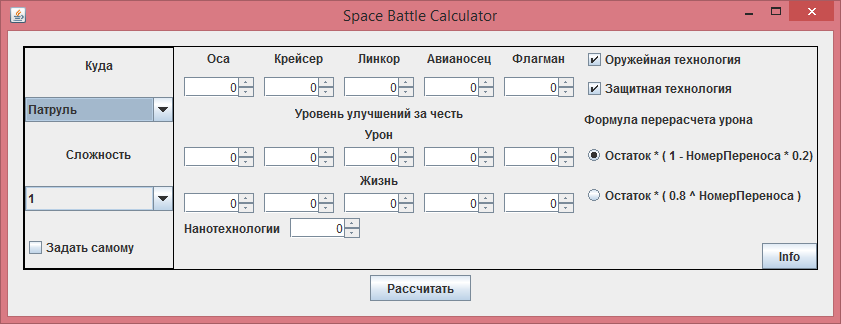 Space Battle Calculator
Куда
Патруль
Сложность
1
Задать самому
Оса Крейсер Линкор Авианосец Флагман
0 0 0 0 0
Уровень улучшений за честь
Урон
0 0 0 0 0
Жизнь
0 0 0 0 0
Нанотехнологии 0
Оружейная технология
Защитная технология
Формула перерасчета урона
Остаток * ( 1 - НомерПереноса * 0.2)
Остаток * ( 0.8 ^ НомерПереноса )
Info
Рассчитать